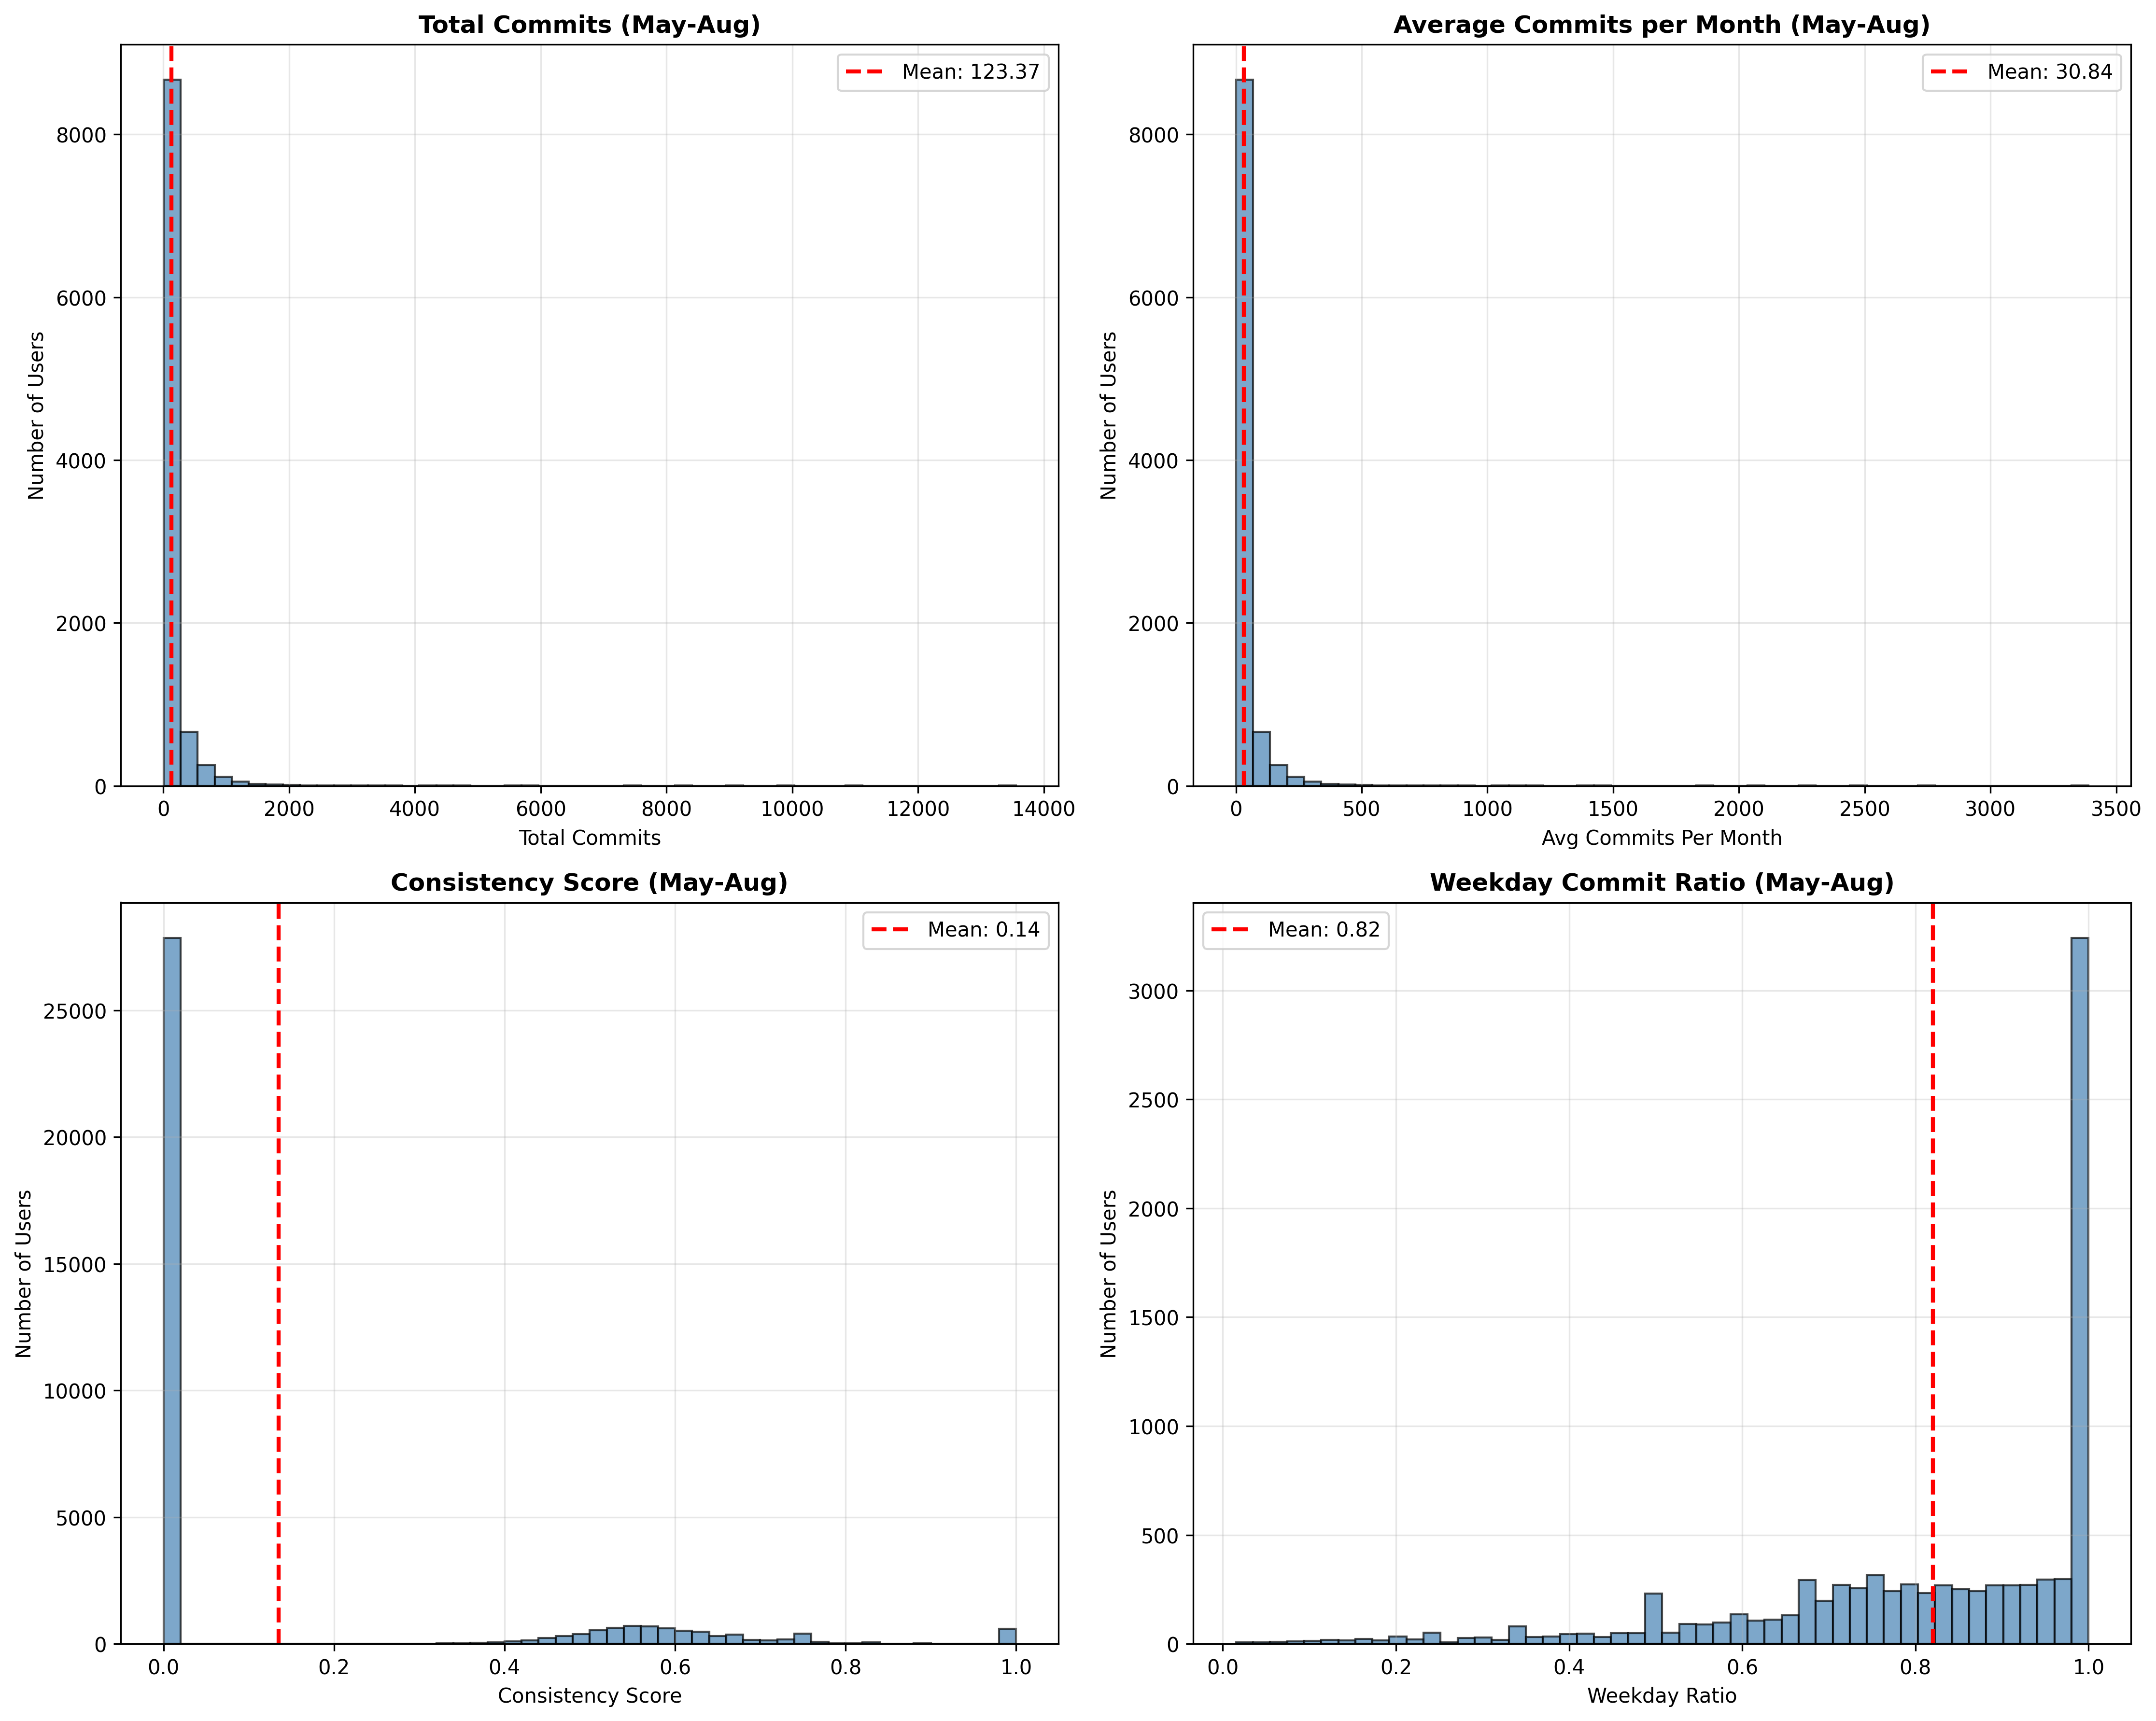 Total Commits (May-Aug)
Mean: 123.37
Number of Users
8000
6000
4000
2000
0
0 2000 4000 6000 8000 10000 12000 14000
Total Commits
Average Commits per Month (May-Aug)
Mean: 30.84
Number of Users
8000
6000
4000
2000
0
0 500 1000 1500 2000 2500 3000 3500
Avg Commits Per Month
Consistency Score (May-Aug)
Mean: 0.14
Number of Users
25000
20000
15000
10000
5000
0
0.0 0.2 0.4 0.6 0.8 1.0
Consistency Score
Weekday Commit Ratio (May-Aug)
Mean: 0.82
Number of Users
3000
2500
2000
1500
1000
500
0
0.0 0.2 0.4 0.6 0.8 1.0
Weekday Ratio